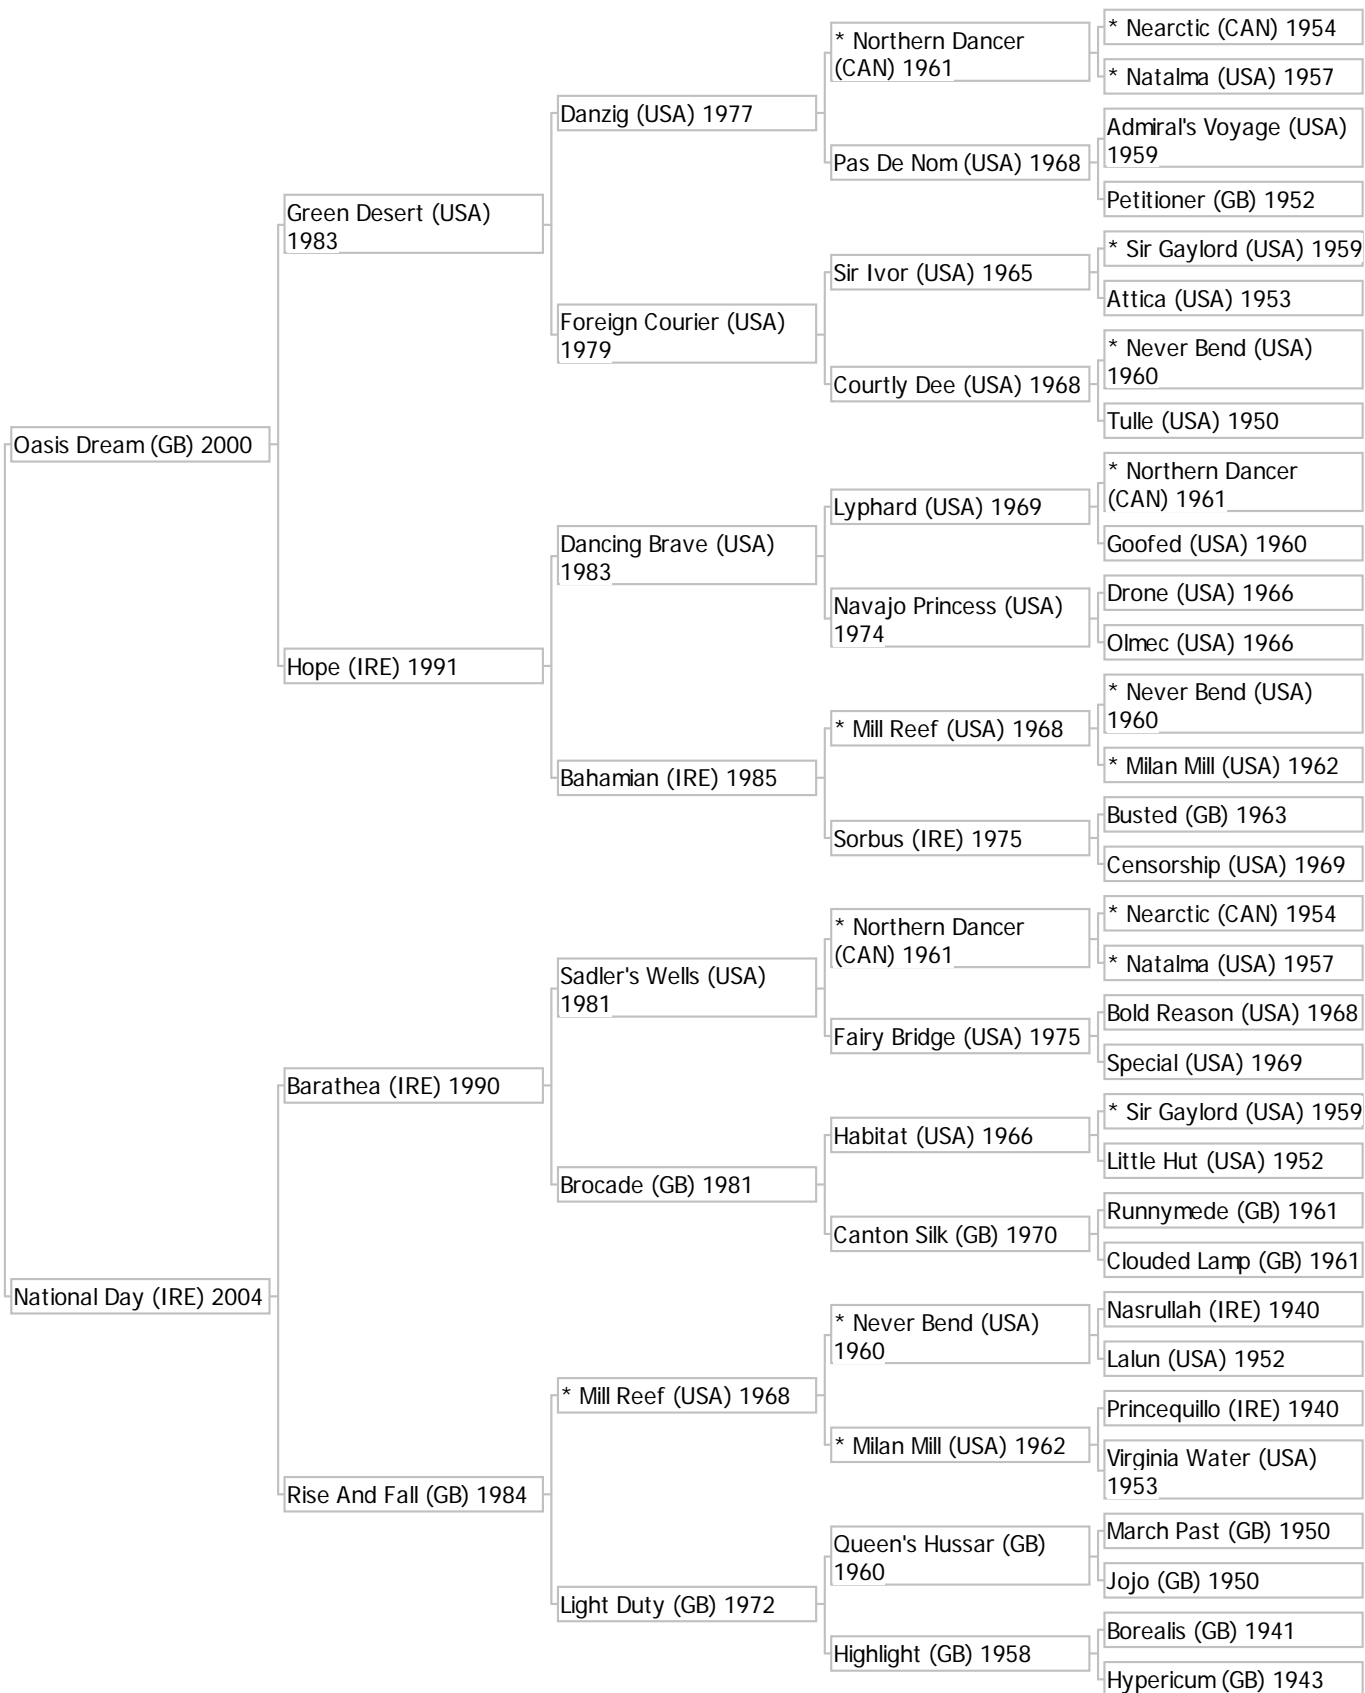 Oasis Dream (GB) 2000
National Day (IRE) 2004
Green Desert (USA)
1983
Hope (IRE) 1991
Barathea (IRE) 1990
Rise And Fall (GB) 1984
Danzig (USA) 1977
Foreign Courier (USA)
1979
Dancing Brave (USA)
1983
Bahamian (IRE) 1985
Sadler's Wells (USA)
1981
Brocade (GB) 1981
* Mill Reef (USA) 1968
Light Duty (GB) 1972
* Northern Dancer
(CAN) 1961
Pas De Nom (USA) 1968
Sir Ivor (USA) 1965
Courtly Dee (USA) 1968
Lyphard (USA) 1969
Navajo Princess (USA)
1974
* Mill Reef (USA) 1968
Sorbus (IRE) 1975
* Northern Dancer
(CAN) 1961
Fairy Bridge (USA) 1975
Habitat (USA) 1966
Canton Silk (GB) 1970
* Never Bend (USA)
1960
* Milan Mill (USA) 1962
Queen's Hussar (GB)
1960
Highlight (GB) 1958
* Nearctic (CAN) 1954
* Natalma (USA) 1957
Admiral's Voyage (USA)
1959
Petitioner (GB) 1952
* Sir Gaylord (USA) 1959
Attica (USA) 1953
* Never Bend (USA)
1960
Tulle (USA) 1950
* Northern Dancer
(CAN) 1961
Goofed (USA) 1960
Drone (USA) 1966
Olmec (USA) 1966
* Never Bend (USA)
1960
* Milan Mill (USA) 1962
Busted (GB) 1963
Censorship (USA) 1969
* Nearctic (CAN) 1954
* Natalma (USA) 1957
Bold Reason (USA) 1968
Special (USA) 1969
* Sir Gaylord (USA) 1959
Little Hut (USA) 1952
Runnymede (GB) 1961
Clouded Lamp (GB) 1961
Nasrullah (IRE) 1940
Lalun (USA) 1952
Princequillo (IRE) 1940
Virginia Water (USA)
1953
March Past (GB) 1950
Jojo (GB) 1950
Borealis (GB) 1941
Hypericum (GB) 1943